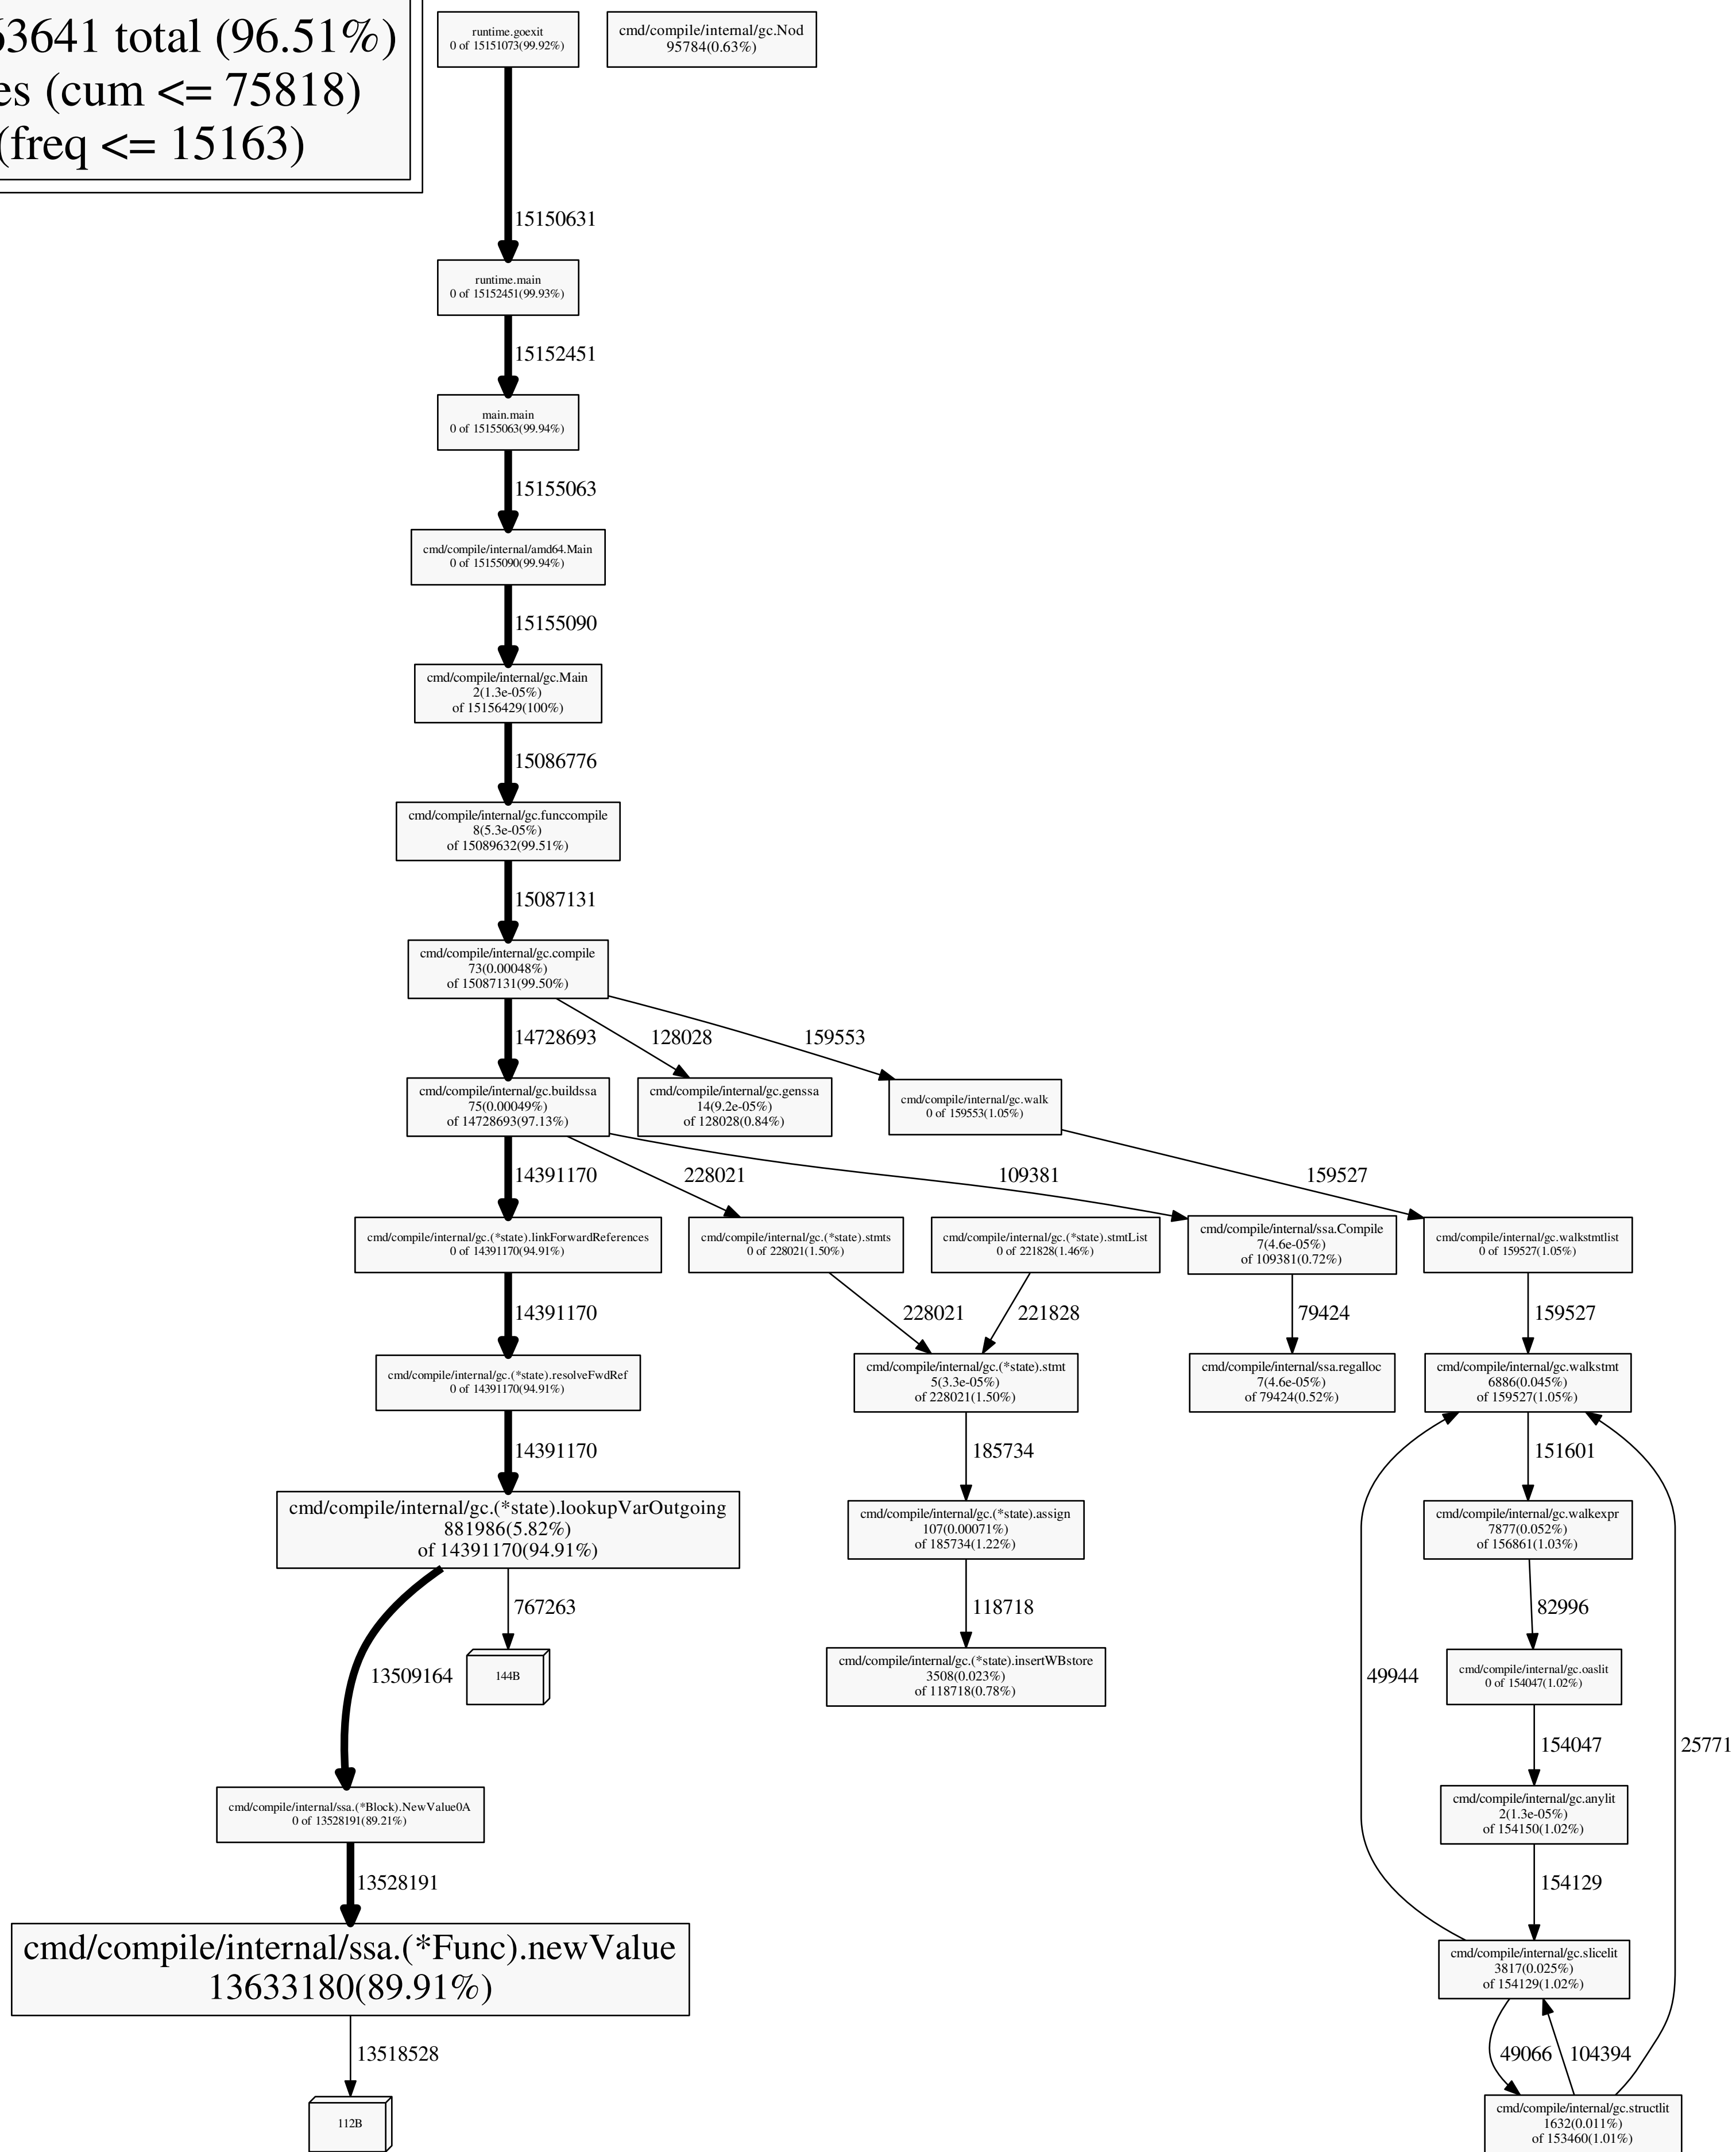 63641 total (96.51%)
es (cum <= 75818)
(freq <= 15163)
runtime.goexit
0 of 15151073(99.92%)
cmd/compile/internal/gc.Nod
95784(0.63%)
15150631
runtime.main
0 of 15152451(99.93%)
15152451
main.main
0 of 15155063(99.94%)
15155063
cmd/compile/internal/amd64.Main
0 of 15155090(99.94%)
15155090
cmd/compile/internal/gc.Main
2(1.3e-05%)
of 15156429(100%)
15086776
cmd/compile/internal/gc.funccompile
8(5.3e-05%)
of 15089632(99.51%)
15087131
cmd/compile/internal/gc.compile
73(0.00048%)
of 15087131(99.50%)
14728693
128028
159553
cmd/compile/internal/gc.buildssa
75(0.00049%)
of 14728693(97.13%)
cmd/compile/internal/gc.genssa
14(9.2e-05%)
of 128028(0.84%)
cmd/compile/internal/gc.walk
0 of 159553(1.05%)
14391170
228021
109381
159527
cmd/compile/internal/gc.(*state).linkForwardReferences
0 of 14391170(94.91%)
cmd/compile/internal/gc.(*state).stmts
0 of 228021(1.50%)
cmd/compile/internal/gc.(*state).stmtList
0 of 221828(1.46%)
cmd/compile/internal/ssa.Compile
7(4.6e-05%)
of 109381(0.72%)
cmd/compile/internal/gc.walkstmtlist
0 of 159527(1.05%)
14391170
228021
221828
79424
159527
cmd/compile/internal/gc.(*state).resolveFwdRef
0 of 14391170(94.91%)
cmd/compile/internal/gc.(*state).stmt
5(3.3e-05%)
of 228021(1.50%)
cmd/compile/internal/ssa.regalloc
7(4.6e-05%)
of 79424(0.52%)
cmd/compile/internal/gc.walkstmt
6886(0.045%)
of 159527(1.05%)
14391170
185734
151601
cmd/compile/internal/gc.(*state).lookupVarOutgoing
881986(5.82%)
of 14391170(94.91%)
cmd/compile/internal/gc.(*state).assign
107(0.00071%)
of 185734(1.22%)
cmd/compile/internal/gc.walkexpr
7877(0.052%)
of 156861(1.03%)
767263
118718
82996
13509164
144B
cmd/compile/internal/gc.(*state).insertWBstore
3508(0.023%)
of 118718(0.78%)
49944
cmd/compile/internal/gc.oaslit
0 of 154047(1.02%)
154047
25771
cmd/compile/internal/ssa.(*Block).NewValue0A
0 of 13528191(89.21%)
cmd/compile/internal/gc.anylit
2(1.3e-05%)
of 154150(1.02%)
13528191
154129
cmd/compile/internal/ssa.(*Func).newValue
13633180(89.91%)
cmd/compile/internal/gc.slicelit
3817(0.025%)
of 154129(1.02%)
13518528
49066
104394
112B
cmd/compile/internal/gc.structlit
1632(0.011%)
of 153460(1.01%)